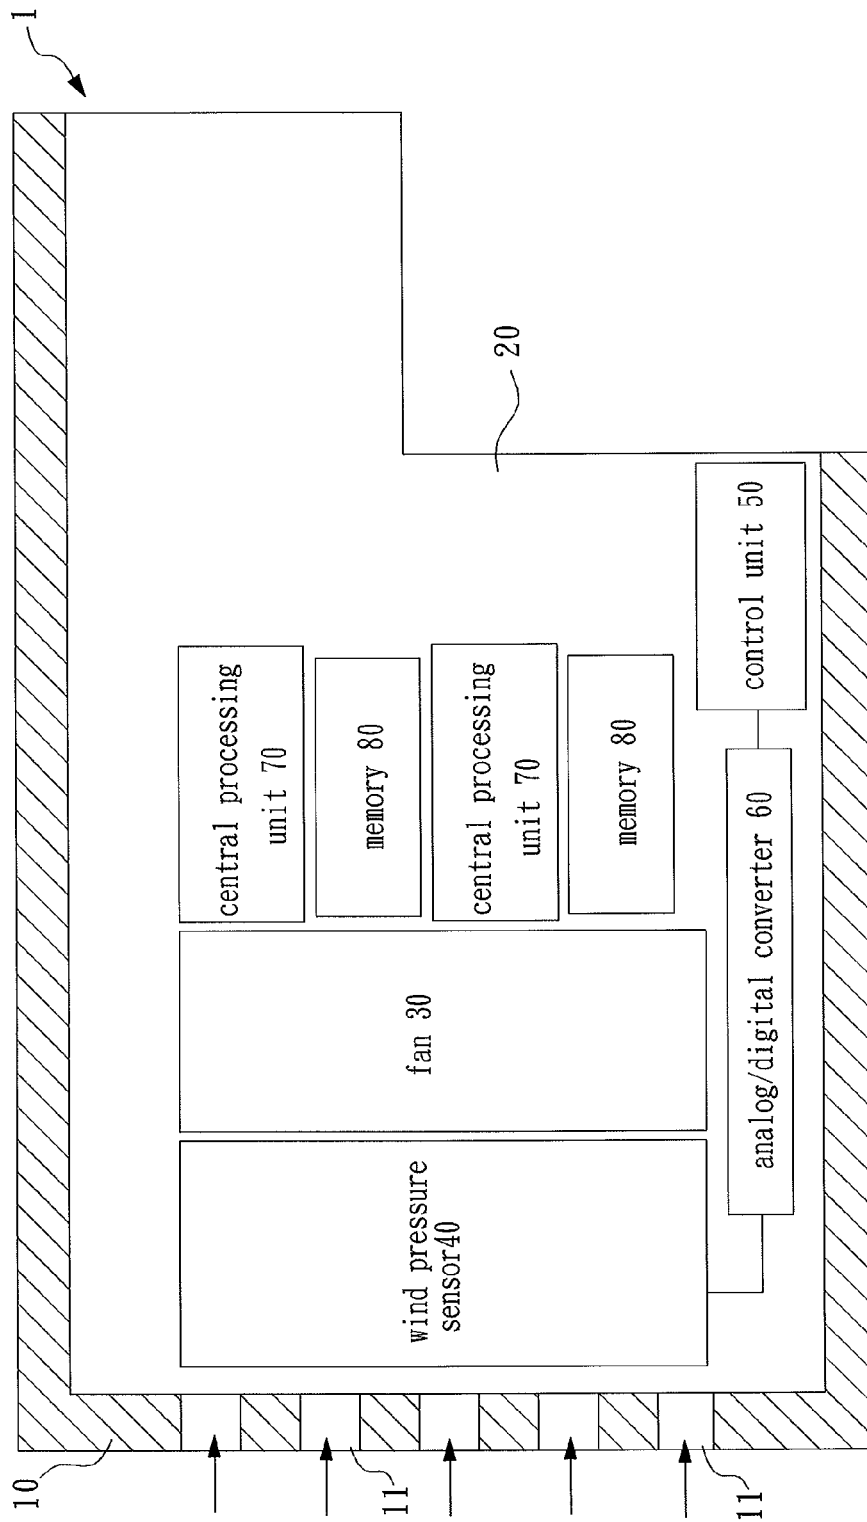 1
20
central processing
unit 70
memory 80
central processing
unit 70
memory 80
control unit 50
fan 30
analog/digital converter 60
wind pressure
sensor40
10
11
11